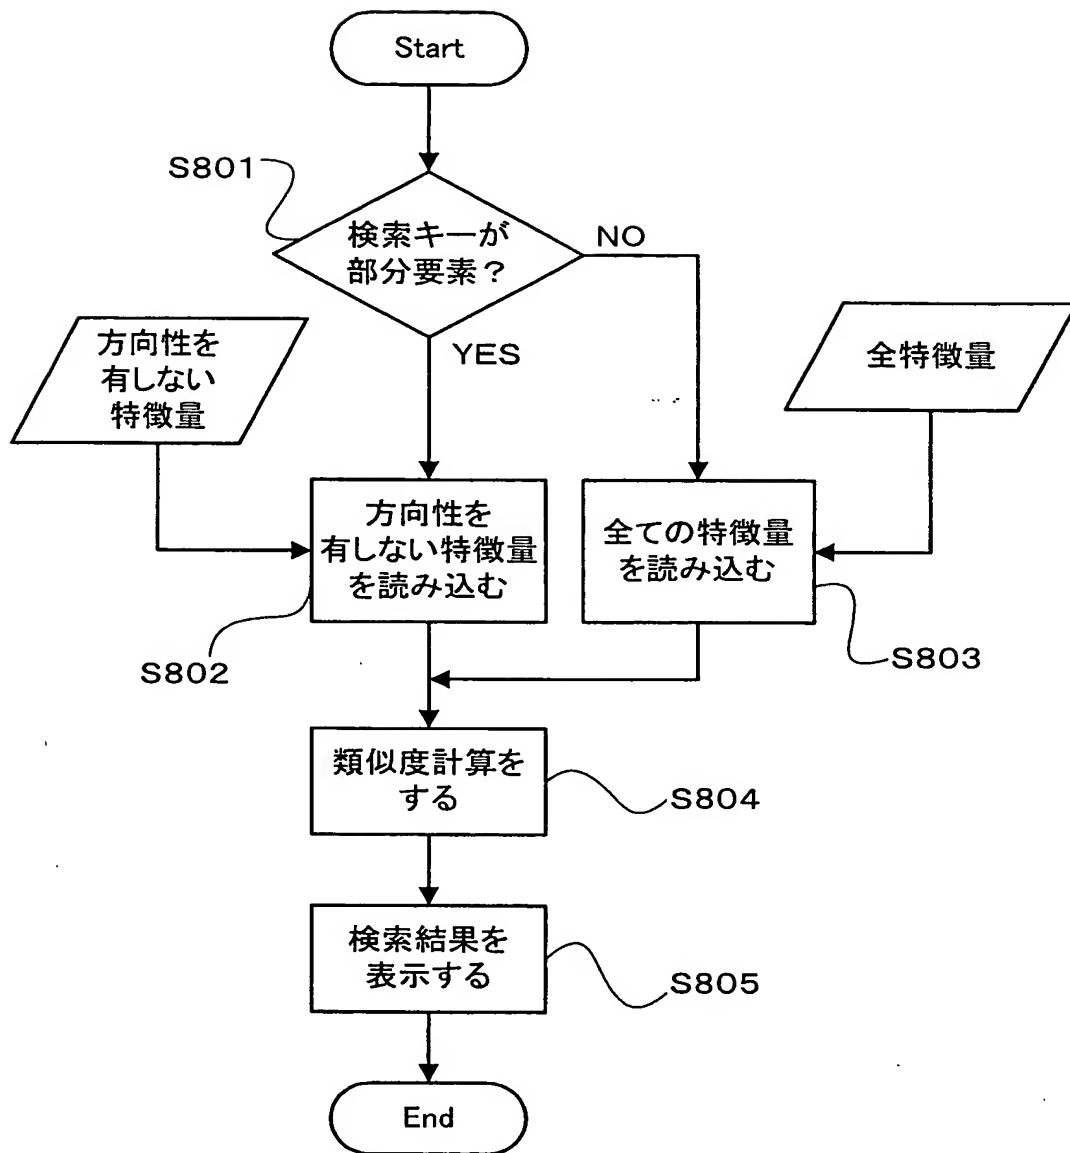 Start
S801
検索キーが
部分要素？
NO
YES
方向性を
有しない
特徴量
全特徴量
方向性を
有しない特徴量
を読み込む
全ての特徴量
を読み込む
S802
S803
類似度計算を
する
S804
検索結果を
表示する
S805
End